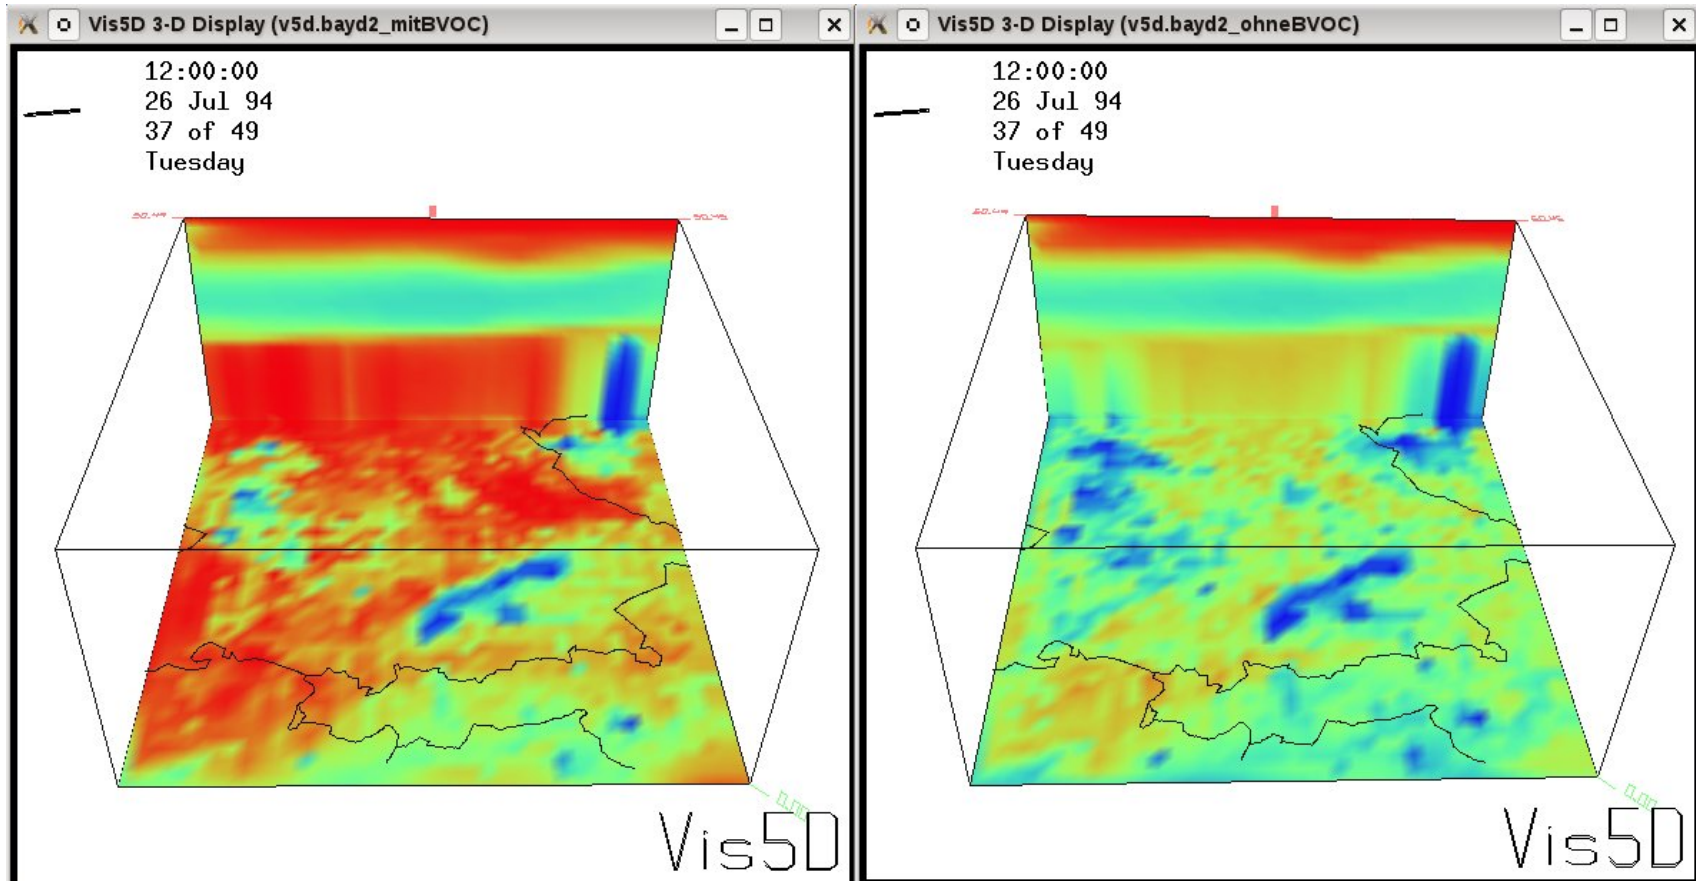 Vis5D 3-D Display (v5d.bayd2_mitBVOC)
12:00:00
26 Jul 94
37 of 49
Tuesday
Vis5D
Vis5D 3-D Display (v5d.bayd2_ohneBVOC)
12:00:00
26 Jul 94
37 of 49
Tuesday
Vis5D